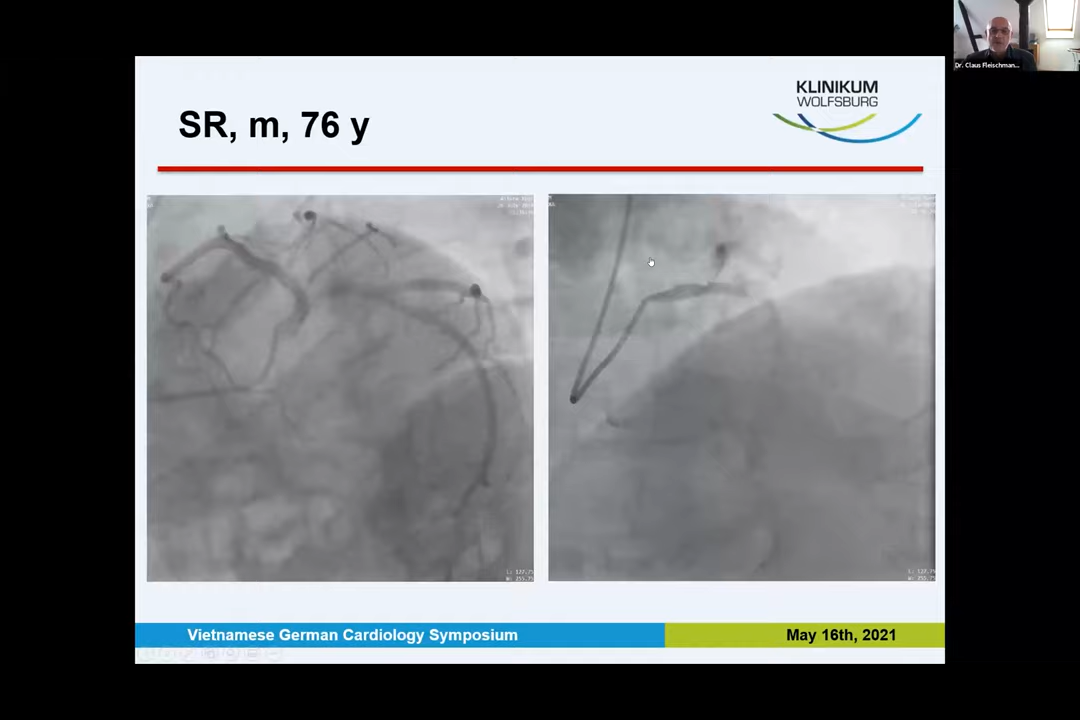 Dr. Claus Fleischman...
KLINIKUM
WOLFSBURG
SR, m, 76 y
Vietnamese German Cardiology Symposium
May 16th, 2021